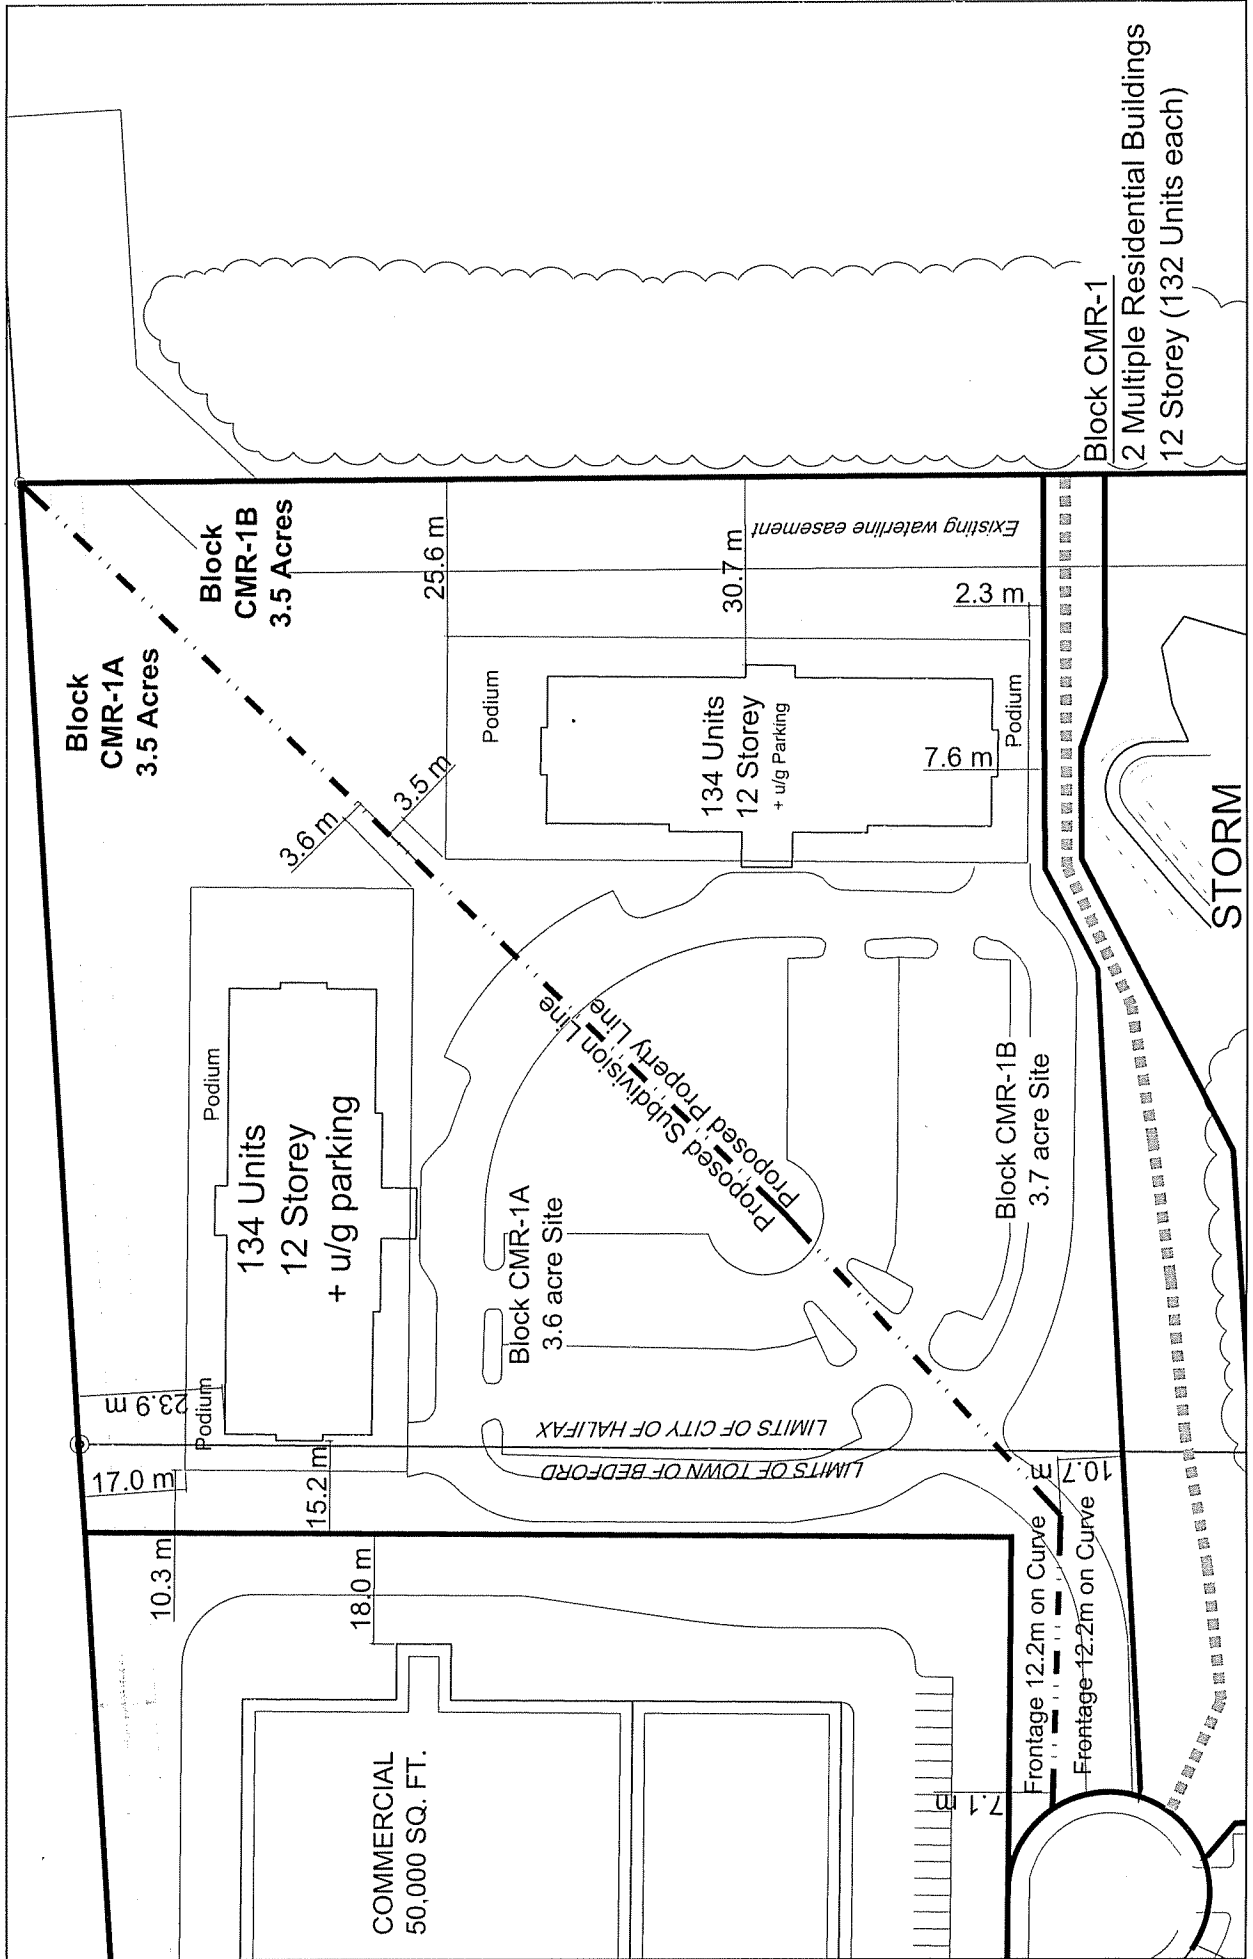 Block
CMR-1A
3.5 Acres
Block
CMR-1B
3.5 Acres
25.6 m
30.7 m
Existing waterline easement
2.3 m
Block CMR-1
2 Multiple Residential Buildings
12 Storey (132 Units each)
3.6 m
3.5 m
Podium
134 Units
12 Storey
+ u/g Parking
7.6 m
Podium
STORM
Podium
134 Units
12 Storey
+ u/g parking
Podium
23.9 m
Proposed Subdivision Line
Proposed Property Line
Block CMR-1A
3.6 acre Site
Block CMR-1B
3.7 acre Site
LIMITS OF CITY OF HALIFAX
LIMITS OF TOWN OF BEDFORD
17.0 m
15.2 m
10.3 m
18.0 m
10.7 m
Frontage 12.2m on Curve
Frontage 12.2m on Curve
7.1 m
COMMERCIAL
50,000 SQ. FT.